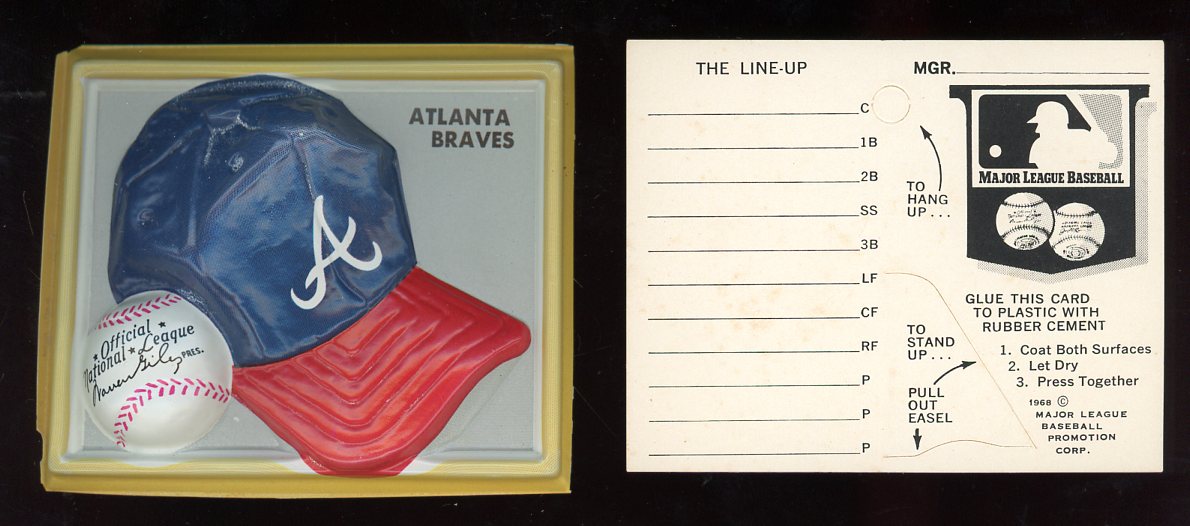 ATLANTA
BRAVES
A
Official
National League
Warren Giles PRES.
THE LINE-UP
MGR.
C
1B
2B
SS
3B
LF
CF
RF
P
P
P
TO
HANG
UP...
MAJOR LEAGUE BASEBALL
TO
STAND
UP...
PULL
OUT
EASEL
GLUE THIS CARD
TO PLASTIC WITH
RUBBER CEMENT
1. Coat Both Surfaces
2. Let Dry
3. Press Together
1968 ©
MAJOR LEAGUE
BASEBALL
PROMOTION
CORP.